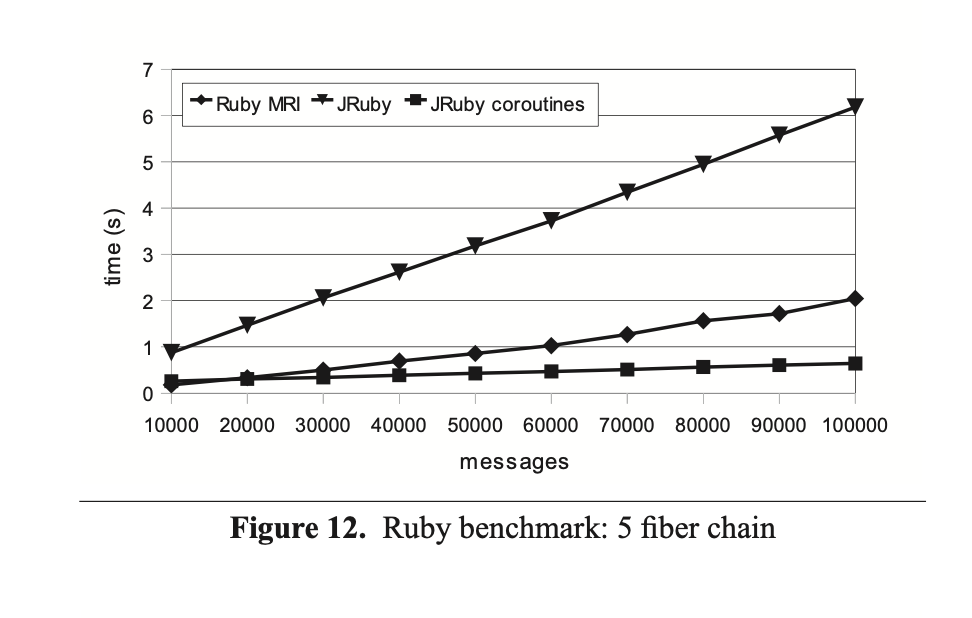 7
Ruby MRI JRuby JRuby coroutines
6
5
4
3
2
1
0
time (s)
10000 20000 30000 40000 50000 60000 70000 80000 90000 100000
messages
Figure 12. Ruby benchmark: 5 fiber chain